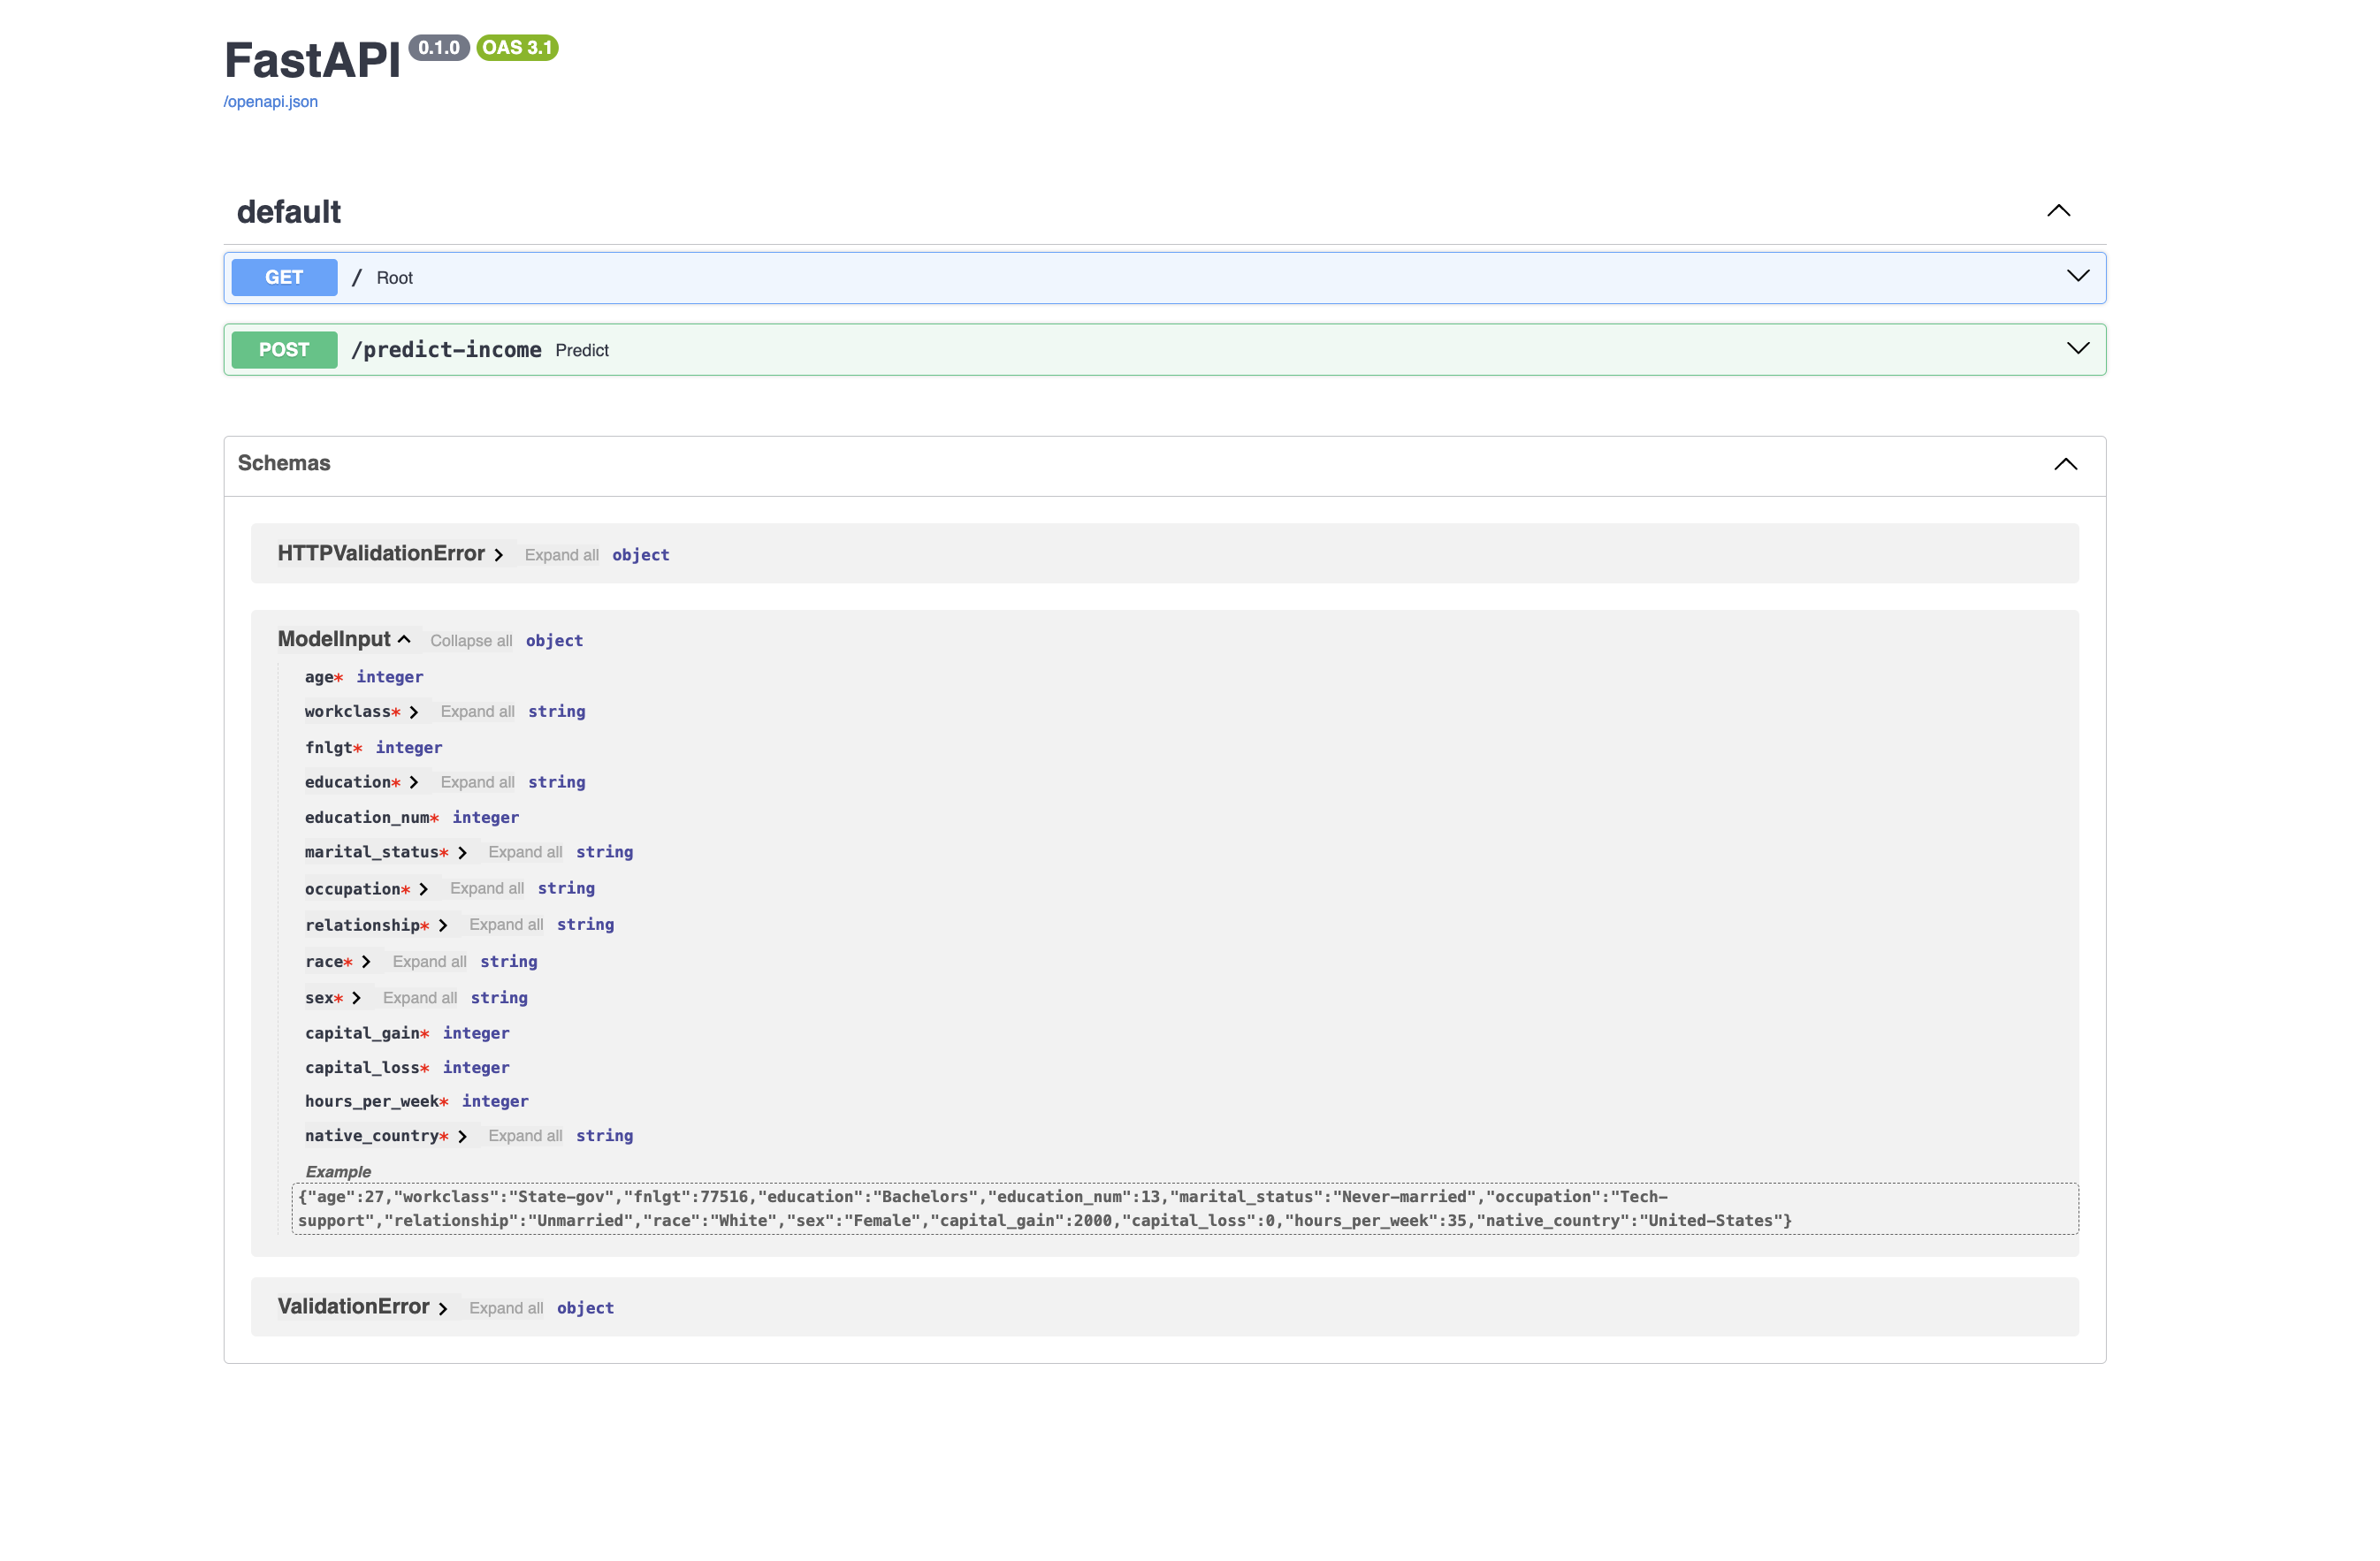 FastAPI 0.1.0 OAS 3.1
/openapi.json
default
GET / Root
POST /predict-income Predict
Schemas
HTTPValidationError Expand all object
ModelInput Collapse all object
age* integer
workclass* Expand all string
fnlgt* integer
education* Expand all string
education_num* integer
marital_status* Expand all string
occupation* Expand all string
relationship* Expand all string
race* Expand all string
sex* Expand all string
capital_gain* integer
capital_loss* integer
hours_per_week* integer
native_country* Expand all string
Example
{"age":27,"workclass":"State-gov","fnlgt":77516,"education":"Bachelors","education_num":13,"marital_status":"Never-married","occupation":"Tech-
support","relationship":"Unmarried","race":"White","sex":"Female","capital_gain":2000,"capital_loss":0,"hours_per_week":35,"native_country":"United-States"}
ValidationError Expand all object